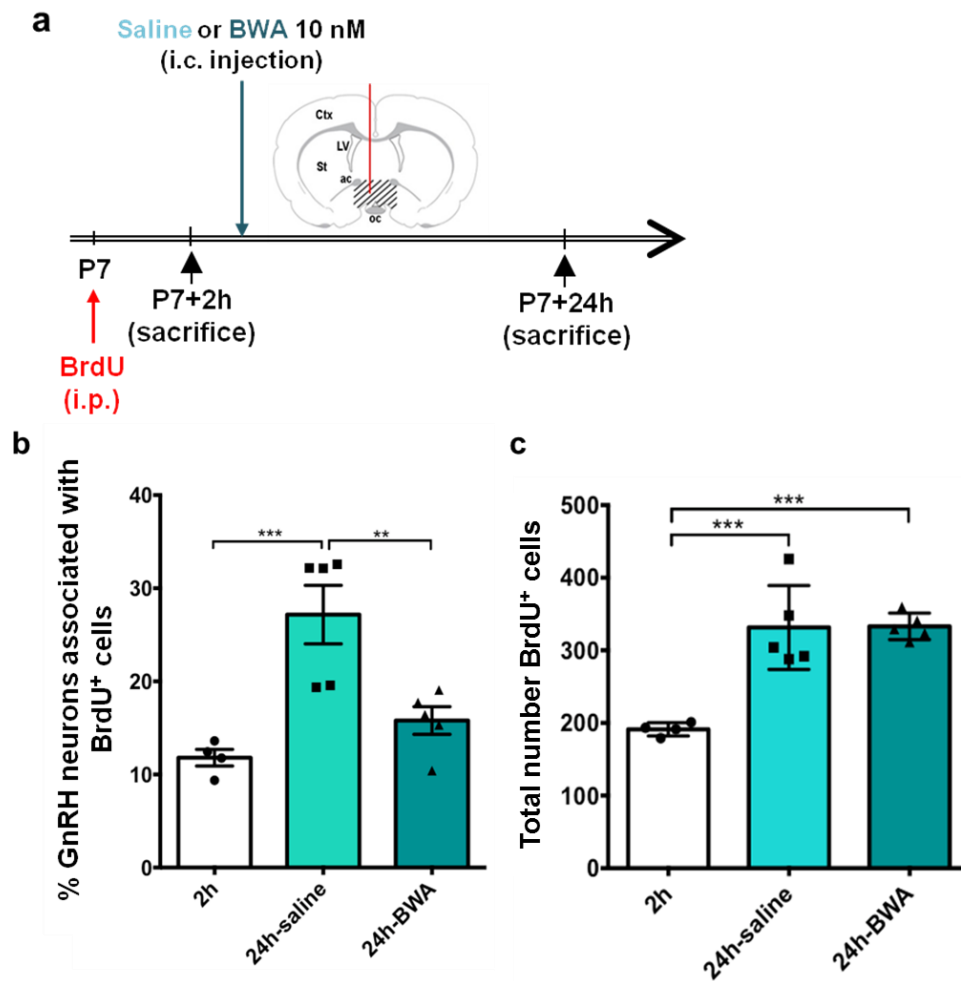 a
Saline or BWA 10 nM
(i.c. injection)
Ctx
LV
St
ac
oc
P7
P7+2h
(sacrifice)
P7+24h
(sacrifice)
BrdU
(i.p.)
b
% GnRH neurons associated with
BrdU⁺ cells
40
30
20
10
0
***
**
2h
24h-saline
24h-BWA
c
Total number BrdU⁺ cells
500
400
300
200
100
0
***
***
2h
24h-saline
24h-BWA